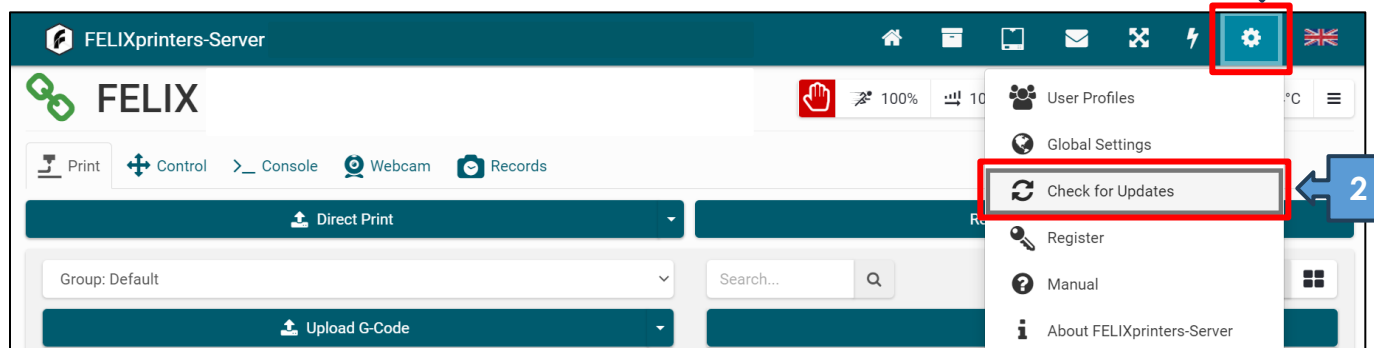 FELIXprinters-Server
FELIX
100%
10
°C
User Profiles
Global Settings
Check for Updates
2
Register
Manual
About FELIXprinters-Server
Print
Control
Console
Webcam
Records
Direct Print
Group: Default
Search...
Upload G-Code